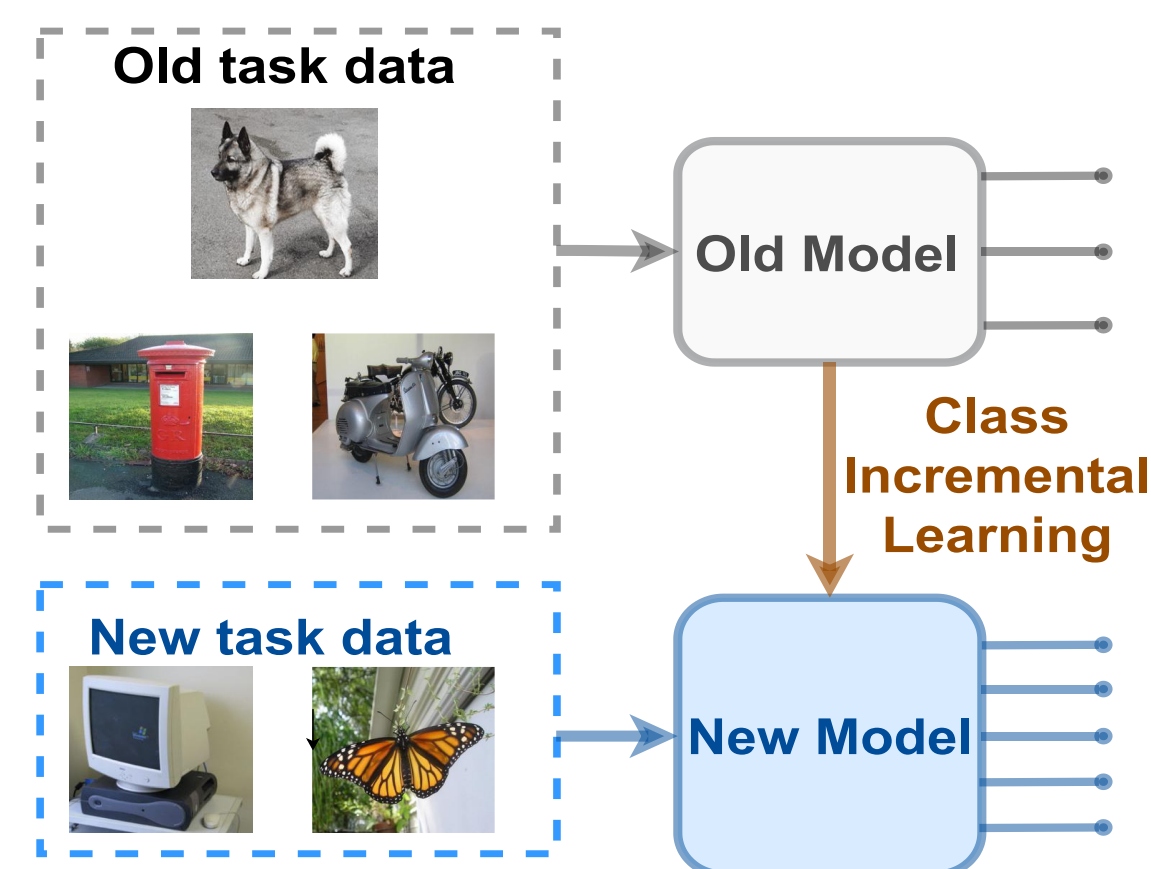 Old task data
Old Model
Class
Incremental
Learning
New task data
New Model